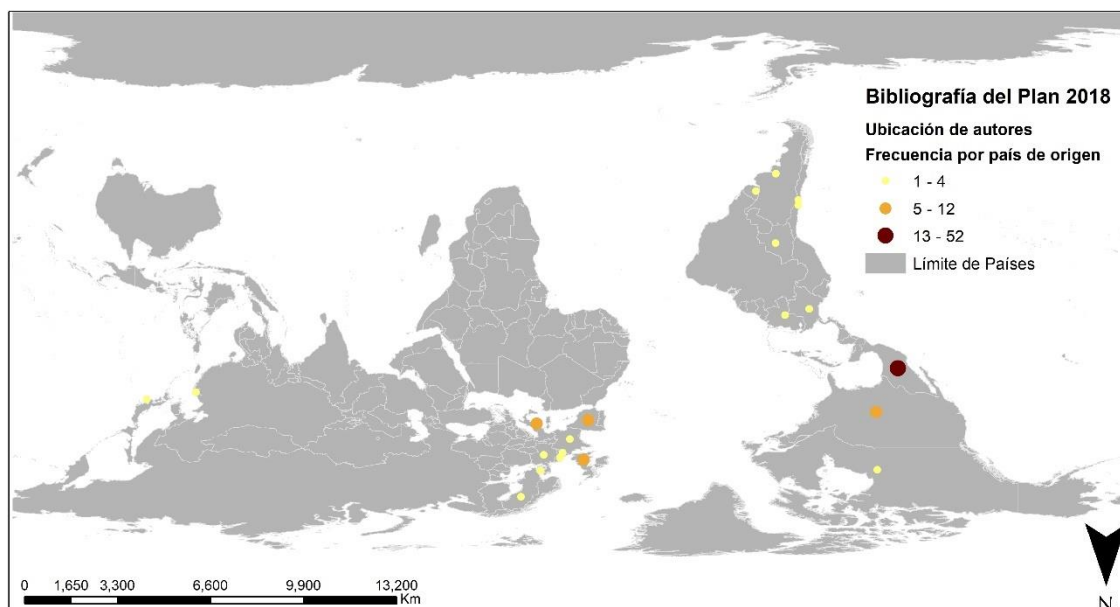 Bibliografía del Plan 2018
Ubicación de autores
Frecuencia por país de origen
1 - 4
5 - 12
13 - 52
Límite de Países
0 1,650 3,300 6,600 9,900 13,200
Km
N